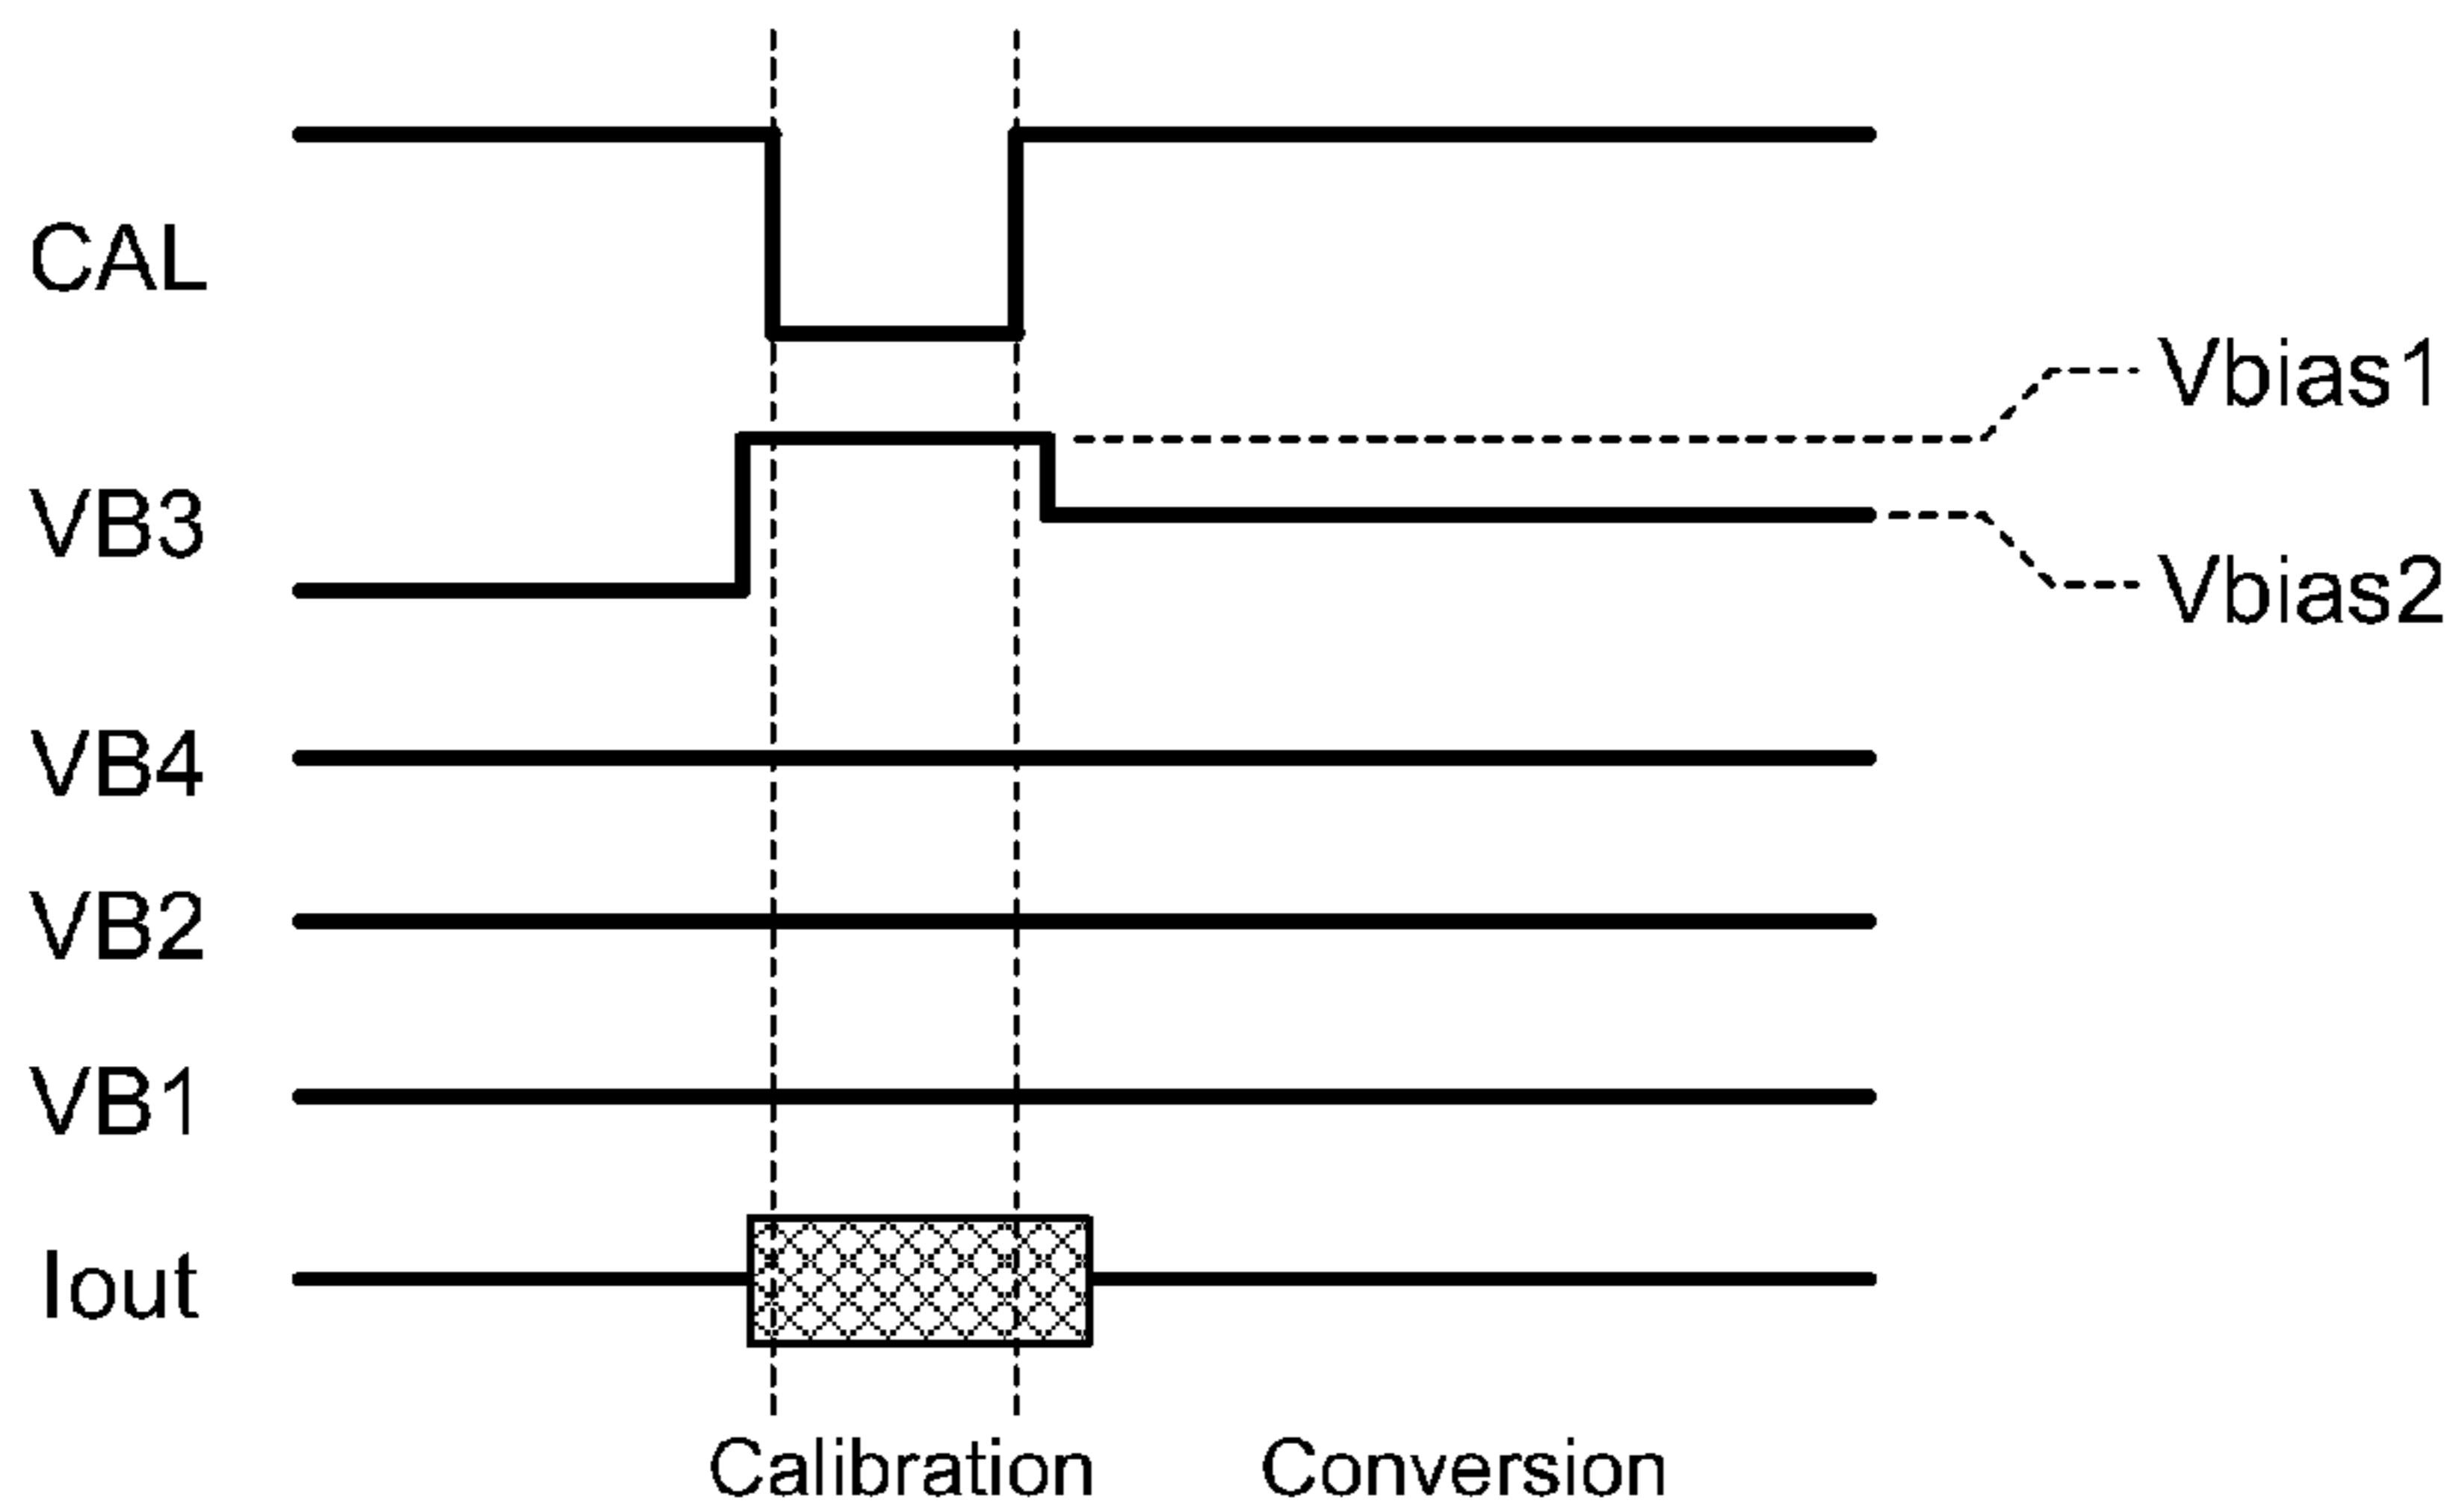 CAL
Vbias1
VB3
Vbias2
VB4
VB2
VB1
Iout
Calibration Conversion